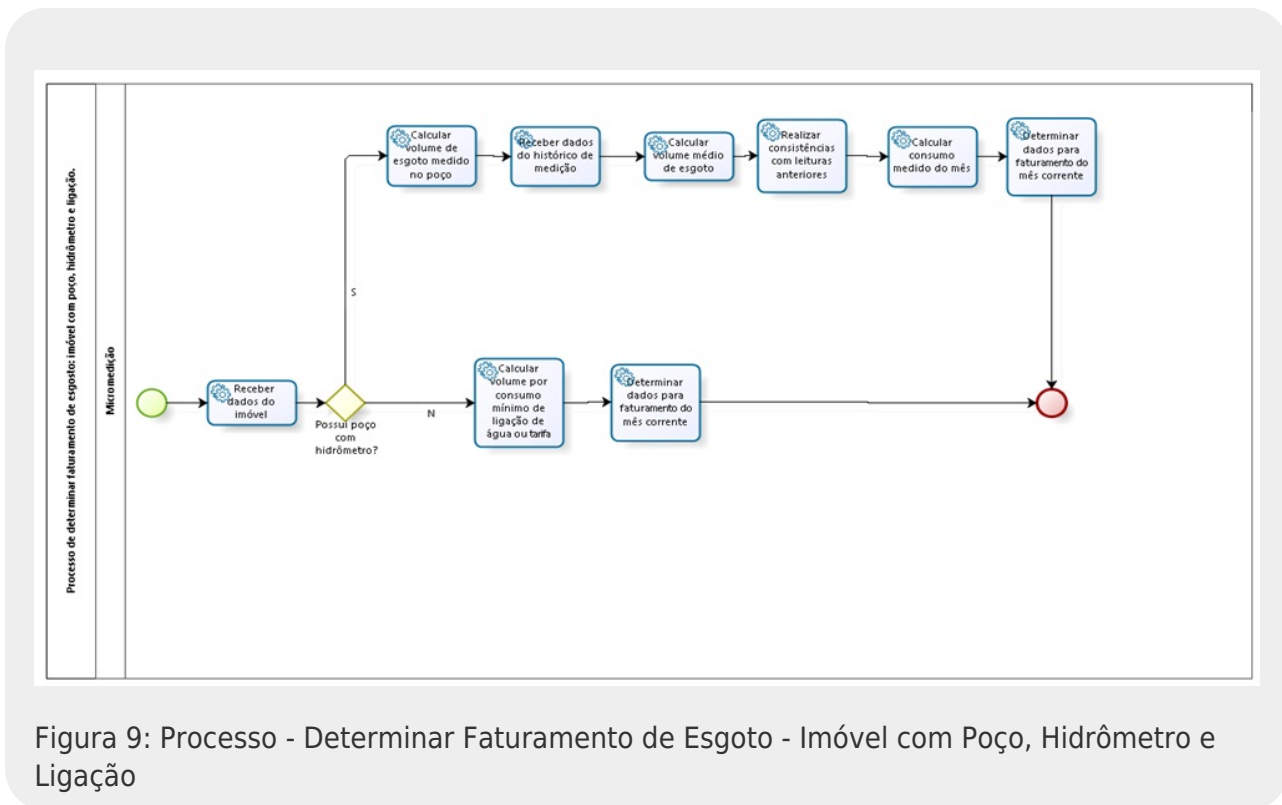 Processo de determinar faturamento de esgosto: imóvel com poço, hidrômetro e ligação.
Micromedição
Calcular
volume de
esgoto medido
no poço
Receber dados
do histórico de
medição
Calcular
volume médio
de esgoto
Realizar
consistências
com leituras
anteriores
Calcular
consumo
medido do mês
Determinar
dados para
faturamento do
mês corrente
S
Receber
dados do
imóvel
Possui poço
com
hidrômetro?
N
Calcular
volume por
consumo
mínimo de
ligação de
água ou tarifa
Determinar
dados para
faturamento do
mês corrente
Figura 9: Processo - Determinar Faturamento de Esgoto - Imóvel com Poço, Hidrômetro e
Ligação